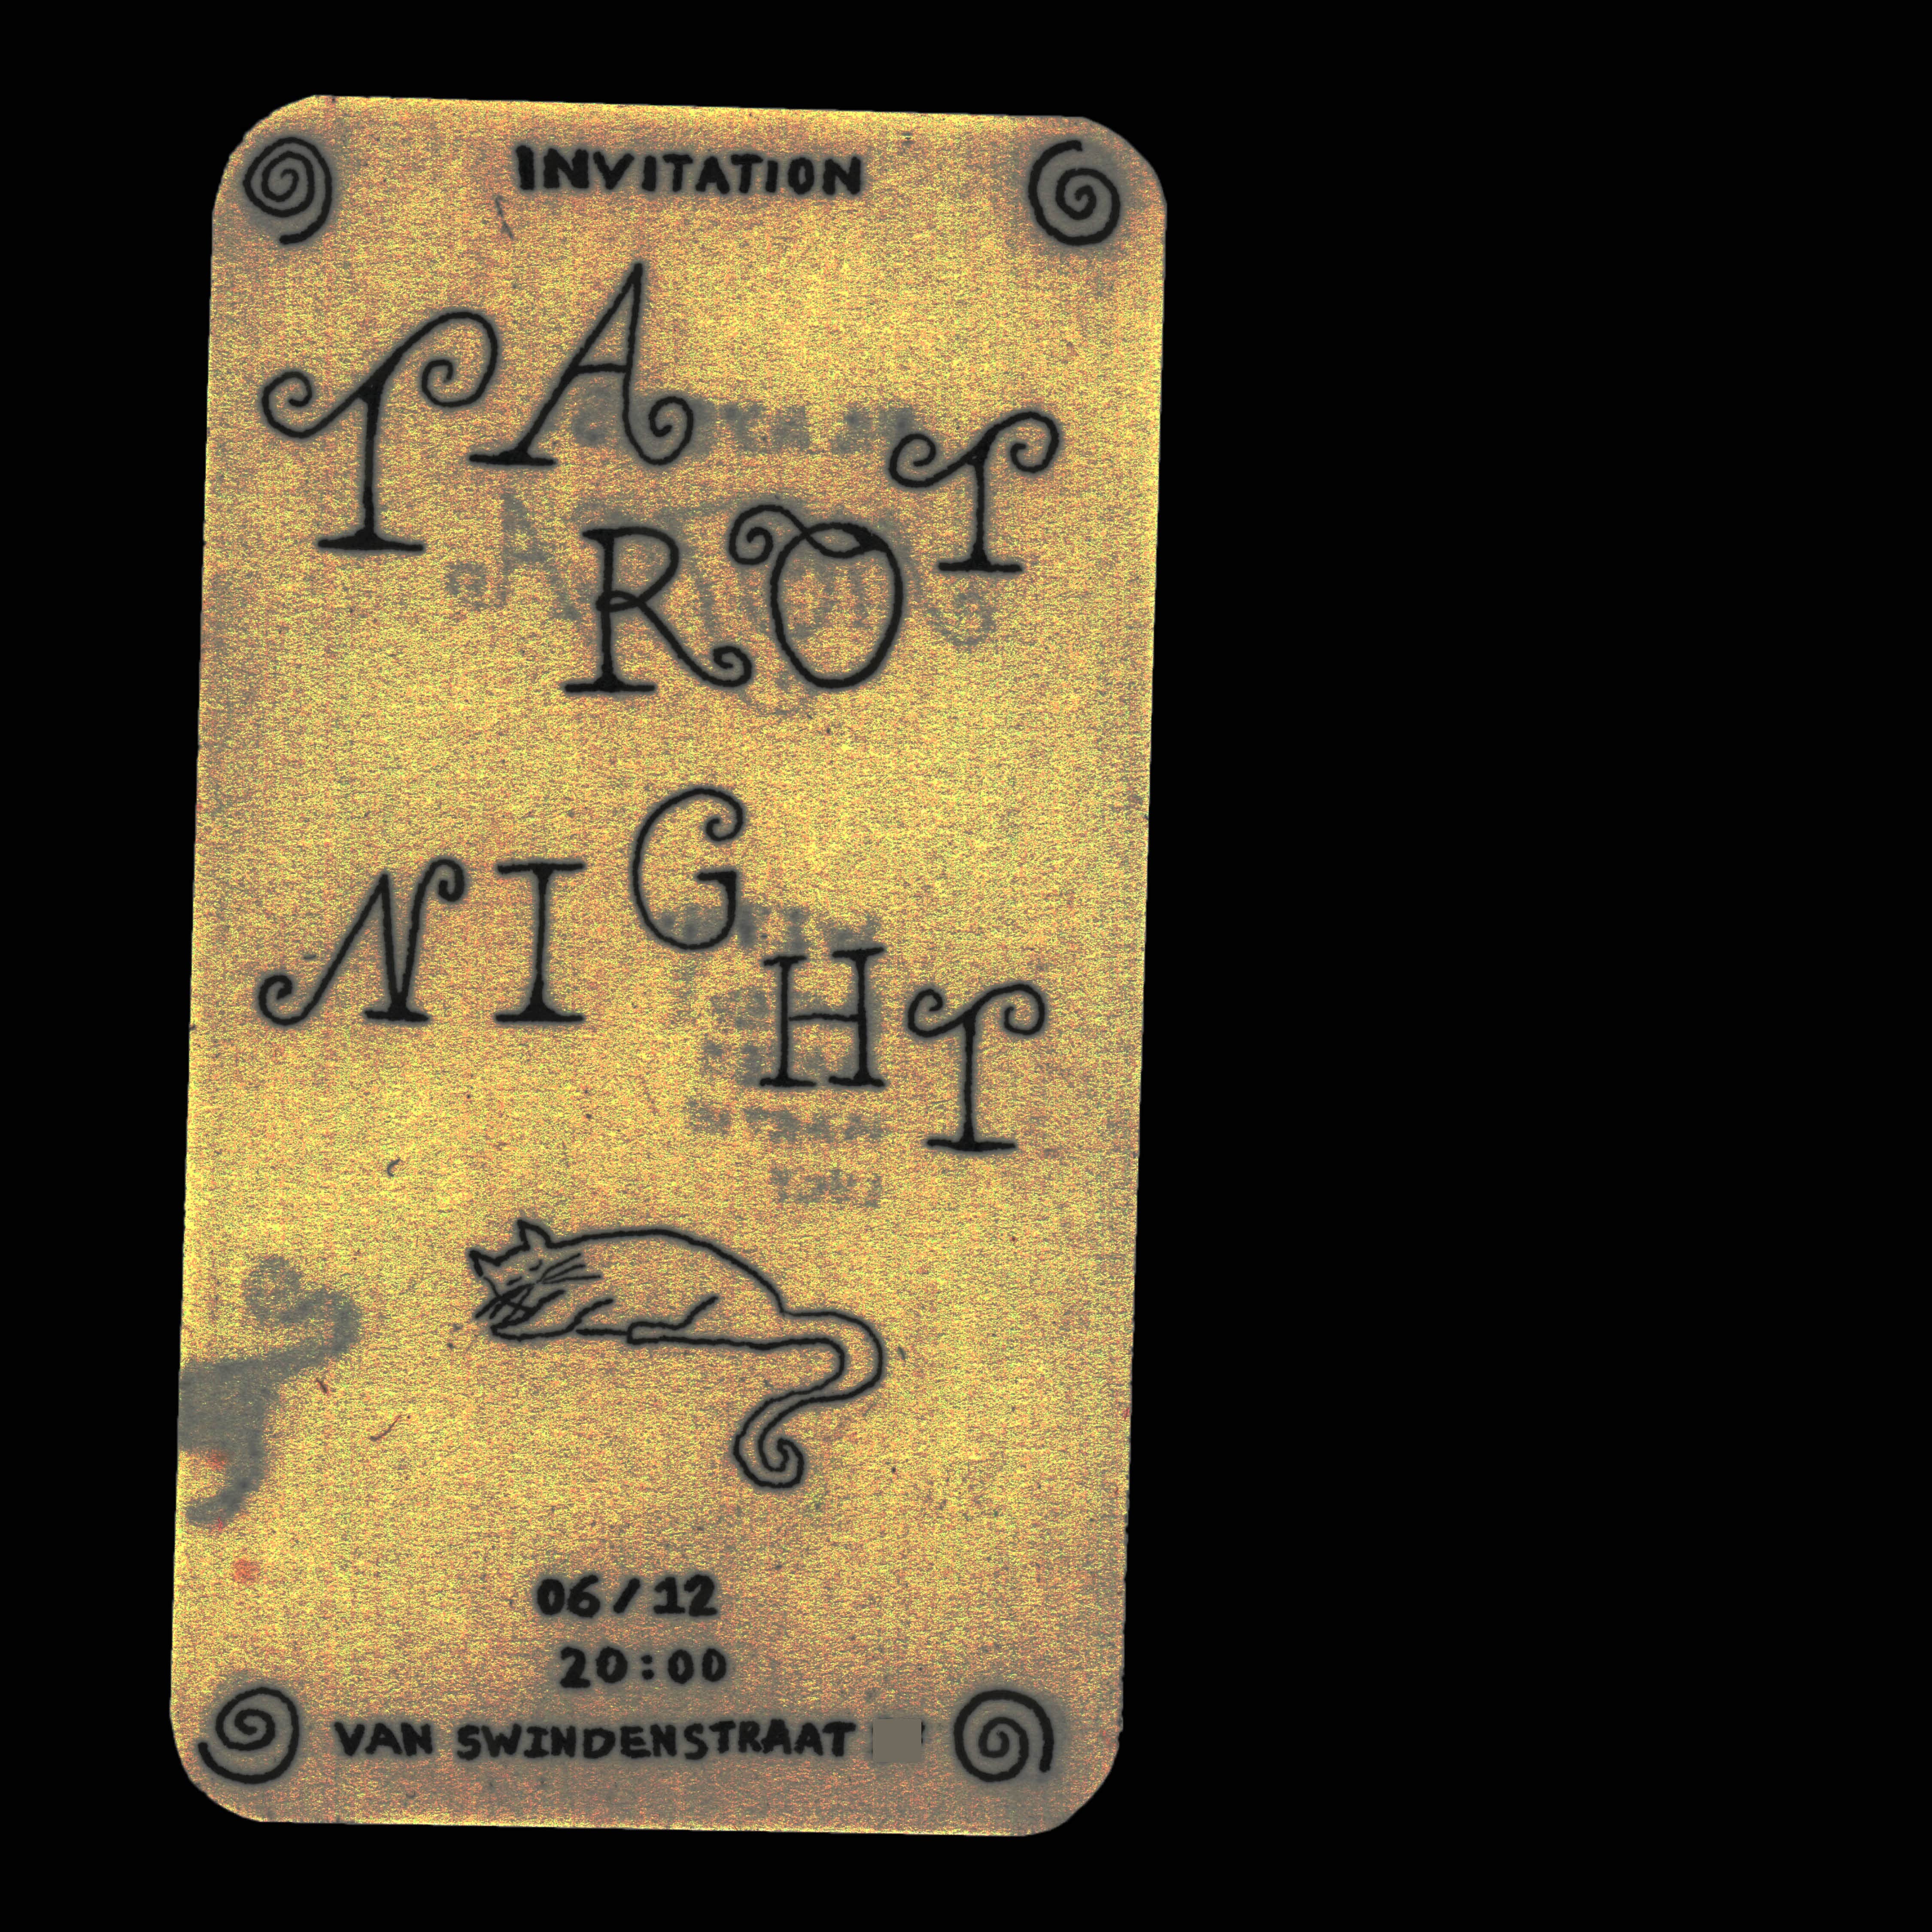 INVITATION
TAROT
NIGHT
06/12
20:00
VAN SWINDENSTRAAT